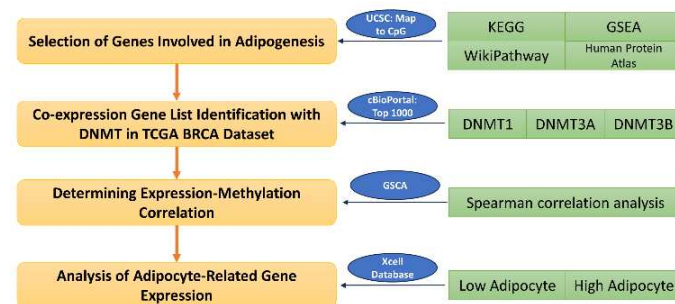 UCSC: Map
to CpG
KEGG
GSEA
Selection of Genes Involved in Adipogenesis
WikiPathway
Human Protein
Atlas
cBioPortal:
Top 1000
Co-expression Gene List Identification with
DNMT in TCGA BRCA Dataset
DNMT1
DNMT3A
DNMT3B
GSCA
Determining Expression-Methylation
Correlation
Spearman correlation analysis
Xcell
Database
Analysis of Adipocyte-Related Gene
Expression
Low Adipocyte
High Adipocyte